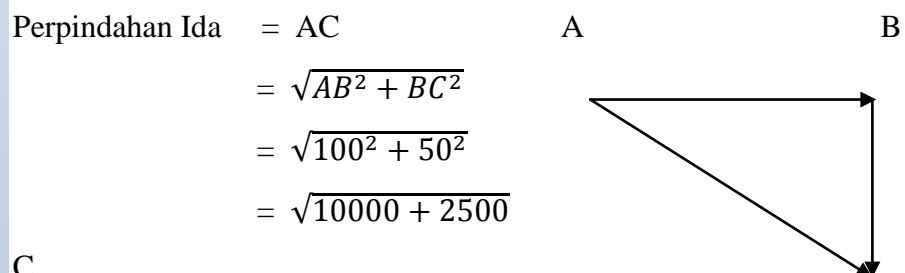 Perpindahan Ida = AC A B
= √AB² + BC²
= √100² + 50²
= √10000 + 2500
C